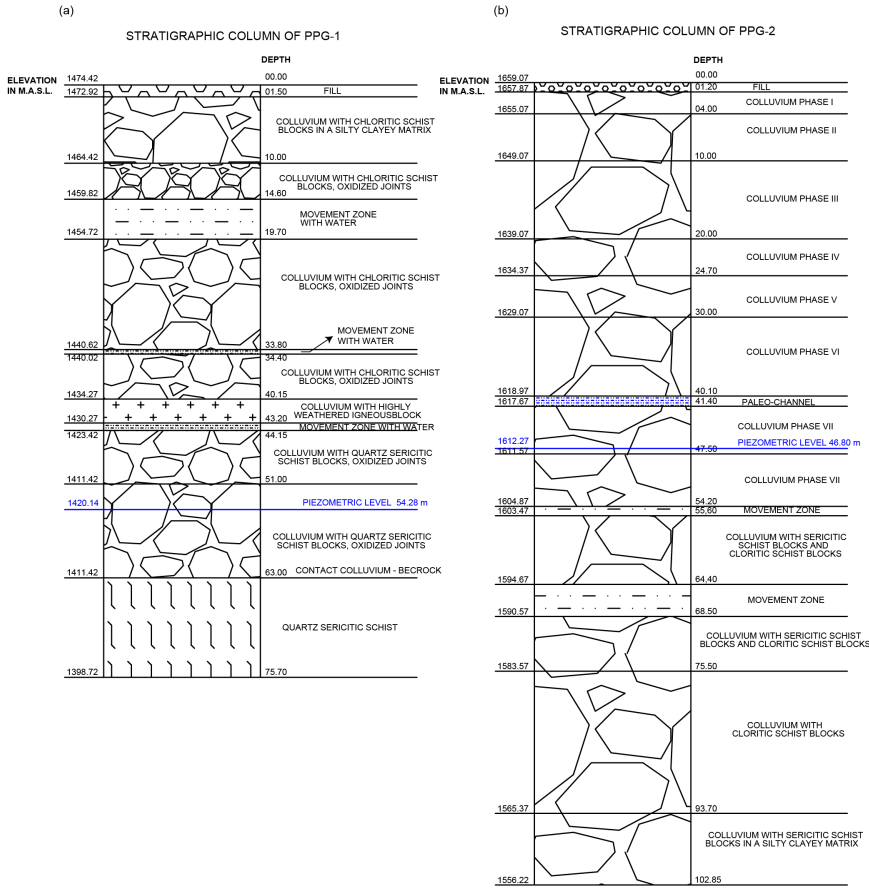 (a)
STRATIGRAPHIC COLUMN OF PPG-1
DEPTH
ELEVATION
IN M.A.S.L.
1474.42
00.00
1472.92
01.50
FILL
COLLUVIUM WITH CHLORITIC SCHIST
BLOCKS IN A SILTY CLAYEY MATRIX
1464.42
10.00
COLLUVIUM WITH CHLORITIC SCHIST
BLOCKS, OXIDIZED JOINTS
1459.82
14.60
MOVEMENT ZONE
WITH WATER
1454.72
19.70
COLLUVIUM WITH CHLORITIC SCHIST
BLOCKS, OXIDIZED JOINTS
MOVEMENT ZONE
WITH WATER
1440.62
33.80
1440.02
34.40
COLLUVIUM WITH CHLORITIC SCHIST
BLOCKS, OXIDIZED JOINTS
1434.27
40.15
COLLUVIUM WITH HIGHLY
WEATHERED IGNEOUSBLOCK
1430.27
43.20
MOVEMENT ZONE WITH WATER
1423.42
44.15
COLLUVIUM WITH QUARTZ SERICITIC
SCHIST BLOCKS, OXIDIZED JOINTS
1411.42
51.00
1420.14
PIEZOMETRIC LEVEL 54.28 m
COLLUVIUM WITH QUARTZ SERICITIC
SCHIST BLOCKS, OXIDIZED JOINTS
1411.42
63.00
CONTACT COLLUVIUM - BECROCK
QUARTZ SERICITIC SCHIST
1398.72
75.70
(b)
STRATIGRAPHIC COLUMN OF PPG-2
DEPTH
ELEVATION
IN M.A.S.L.
1659.07
00.00
1657.87
01.20
FILL
COLLUVIUM PHASE I
1655.07
04.00
COLLUVIUM PHASE II
1649.07
10.00
COLLUVIUM PHASE III
1639.07
20.00
COLLUVIUM PHASE IV
1634.37
24.70
COLLUVIUM PHASE V
1629.07
30.00
COLLUVIUM PHASE VI
1618.97
40.10
1617.67
41.40
PALEO-CHANNEL
COLLUVIUM PHASE VII
1612.27
PIEZOMETRIC LEVEL 46.80 m
1611.57
47.50
COLLUVIUM PHASE VII
1604.87
54.20
MOVEMENT ZONE
1603.47
55,60
COLLUVIUM WITH SERICITIC
SCHIST BLOCKS AND
CLORITIC SCHIST BLOCKS
1594.67
64,40
MOVEMENT ZONE
1590.57
68.50
COLLUVIUM WITH SERICITIC SCHIST
BLOCKS AND CLORITIC SCHIST BLOCKS
1583.57
75.50
COLLUVIUM WITH
CLORITIC SCHIST BLOCKS
1565.37
93.70
COLLUVIUM WITH SERICITIC SCHIST
BLOCKS IN A SILTY CLAYEY MATRIX
1556.22
102.85